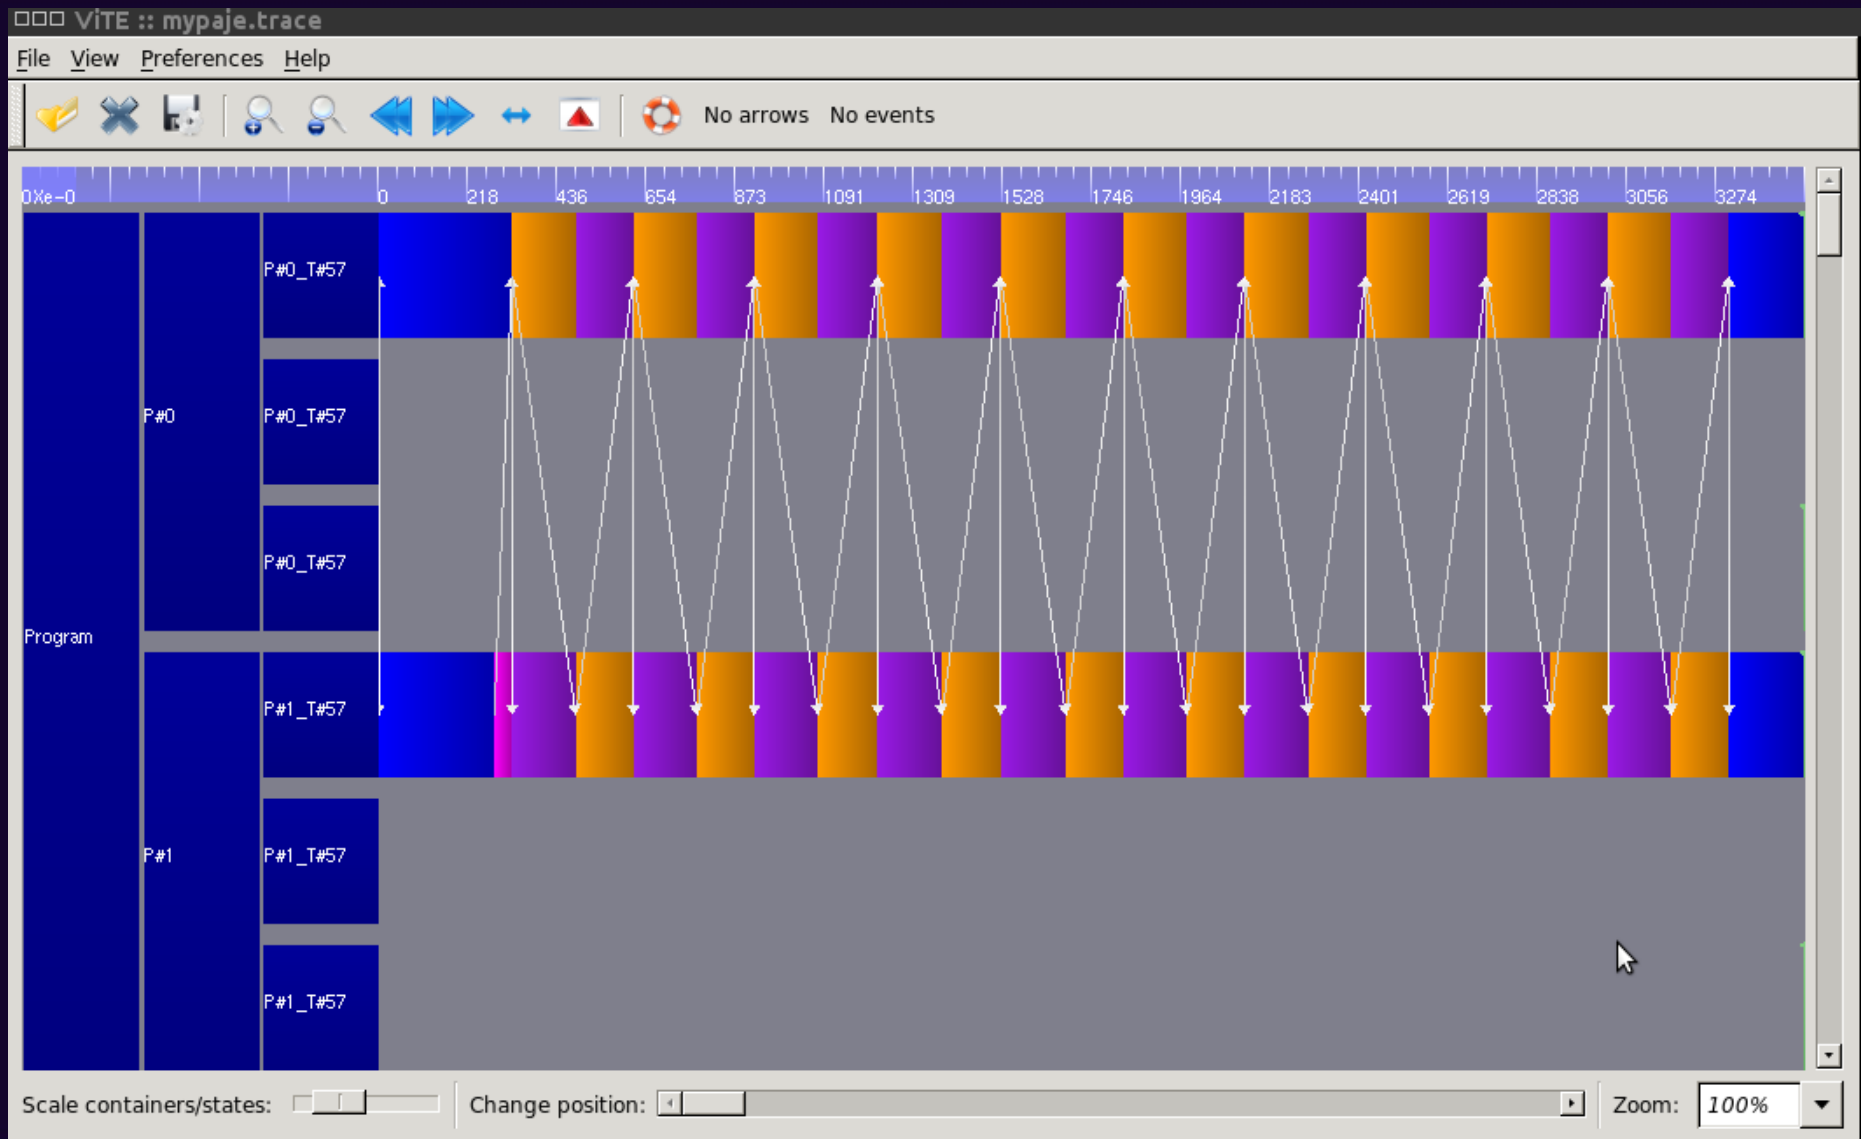 ViTE :: mypaje.trace
File View Preferences Help
No arrows No events
0Xe-0 0 218 436 654 873 1091 1309 1528 1746 1964 2183 2401 2619 2838 3056 3274
P#0_T#57
P#0 P#0_T#57
P#0_T#57
Program
P#1_T#57
P#1 P#1_T#57
P#1_T#57
Scale containers/states: Change position: Zoom: 100%